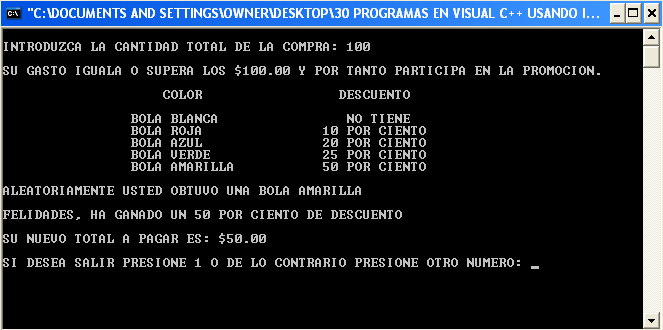 "C:\DOCUMENTS AND SETTINGS\OWNER\DESKTOP\30 PROGRAMAS EN VISUAL C++ USANDO I...
INTRODUZCA LA CANTIDAD TOTAL DE LA COMPRA: 100
SU GASTO IGUALA O SUPERA LOS $100.00 Y POR TANTO PARTICIPA EN LA PROMOCION.
COLOR DESCUENTO
BOLA BLANCA NO TIENE
BOLA ROJA 10 POR CIENTO
BOLA AZUL 20 POR CIENTO
BOLA VERDE 25 POR CIENTO
BOLA AMARILLA 50 POR CIENTO
ALEATORIAMENTE USTED OBTUVO UNA BOLA AMARILLA
FELIDADES, HA GANADO UN 50 POR CIENTO DE DESCUENTO
SU NUEVO TOTAL A PAGAR ES: $50.00
SI DESEA SALIR PRESIONE 1 O DE LO CONTRARIO PRESIONE OTRO NUMERO: _